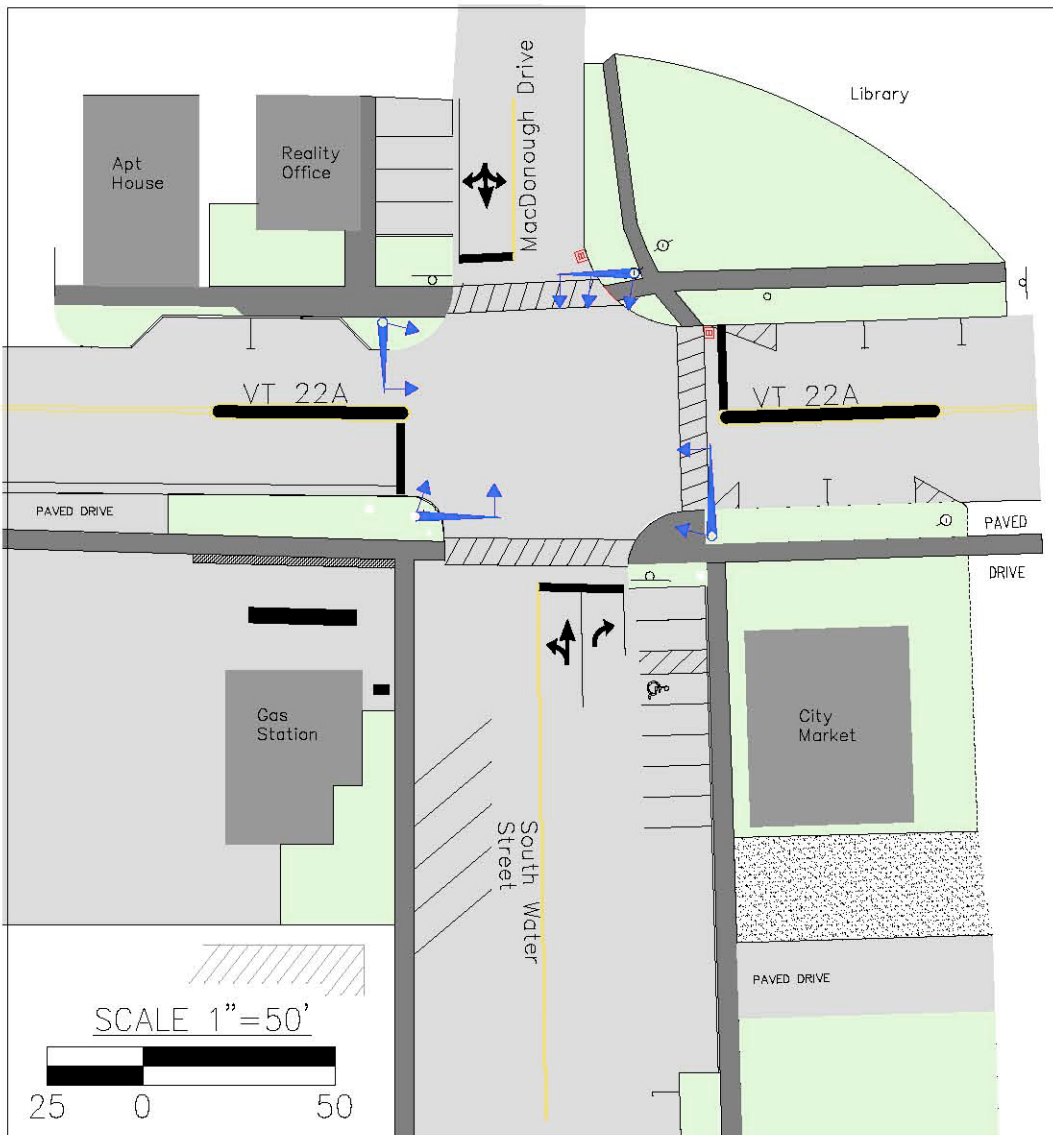 MacDonough Drive
Library
Apt
House
Reality
Office
VT 22A
VT 22A
PAVED DRIVE
PAVED
DRIVE
Gas
Station
City
Market
South Water
Street
PAVED DRIVE
SCALE 1"=50'
25 0 50